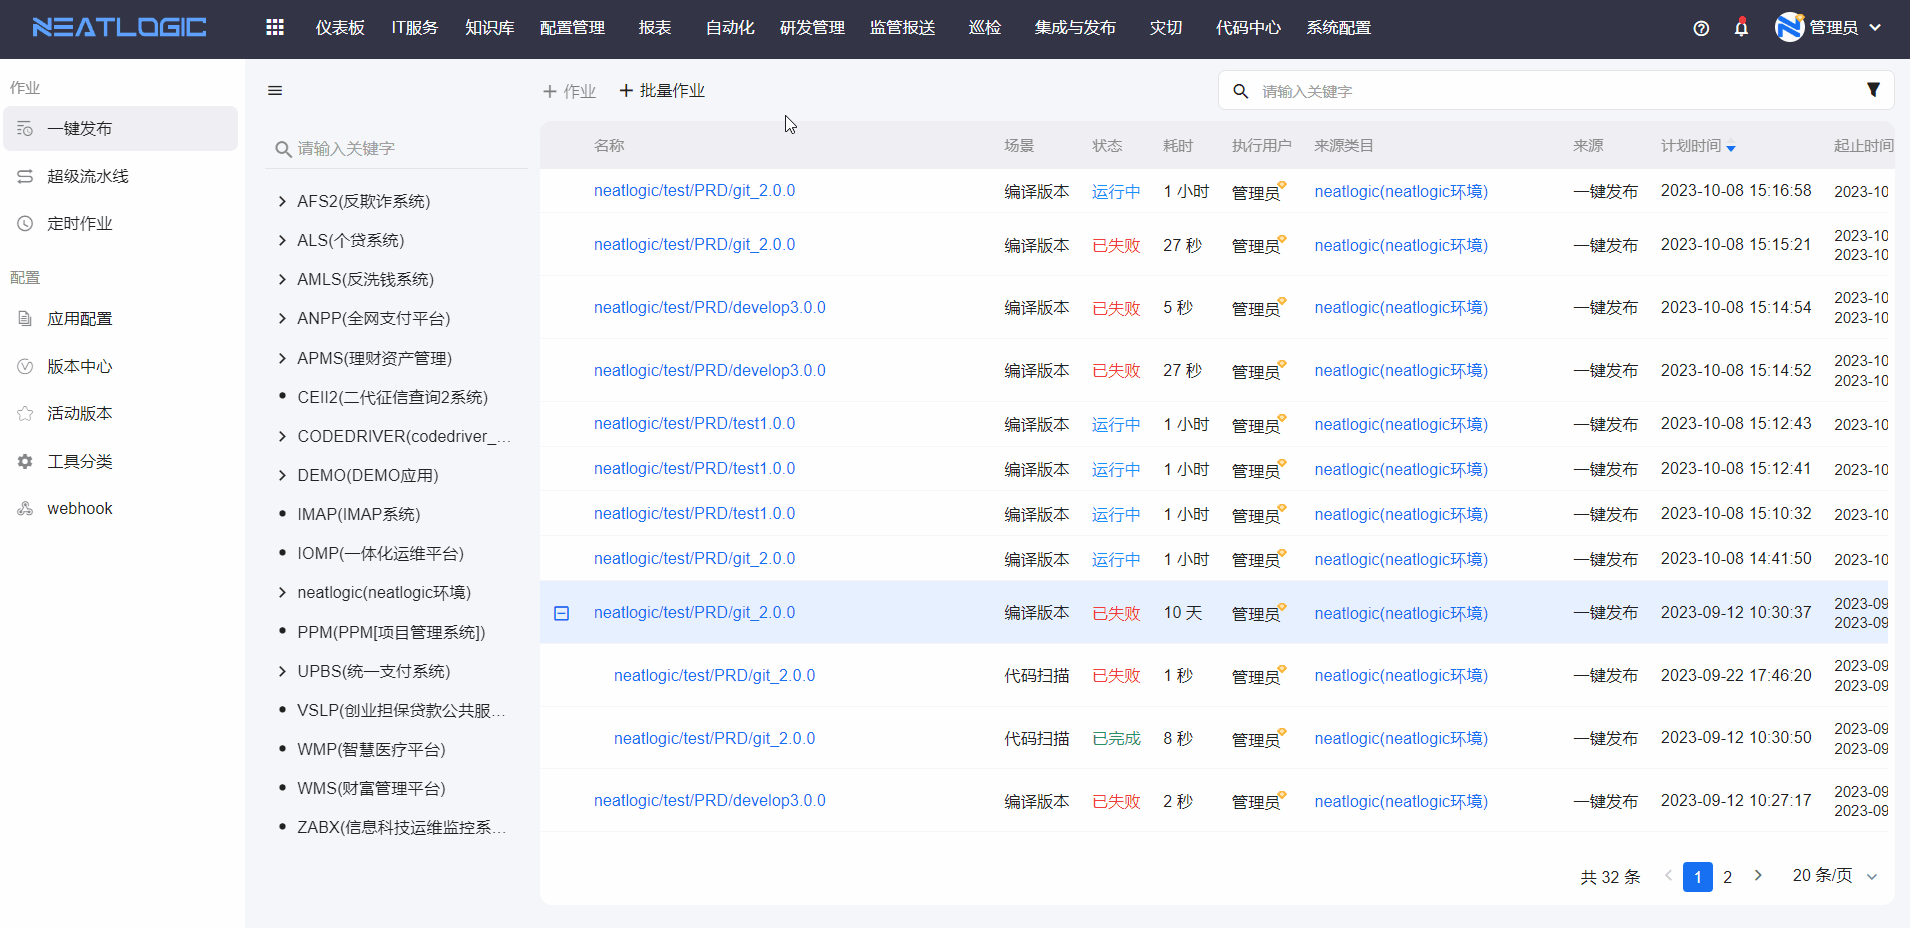 NEATLOGIC 仪表板 IT服务 知识库 配置管理 报表 自动化 研发管理 监管报送 巡检 集成与发布 灾切 代码中心 系统配置 管理员
作业
一键发布
超级流水线
定时作业
配置
应用配置
版本中心
活动版本
工具分类
webhook
请输入关键字
AFS2(反欺诈系统)
ALS(个贷系统)
AMLS(反洗钱系统)
ANPP(全网支付平台)
APMS(理财资产管理)
CEII2(二代征信查询2系统)
CODEDRIVER(codedriver_...
DEMO(DEMO应用)
IMAP(IMAP系统)
IOMP(一体化运维平台)
neatlogic(neatlogic环境)
PPM(PPM[项目管理系统])
UPBS(统一支付系统)
VSLP(创业担保贷款公共服...
WMP(智慧医疗平台)
WMS(财富管理平台)
ZABX(信息科技运维监控系...
作业 批量作业 请输入关键字
名称 场景 状态 耗时 执行用户 来源类目 来源 计划时间 起止时间
neatlogic/test/PRD/git_2.0.0 编译版本 运行中 1 小时 管理员 neatlogic(neatlogic环境) 一键发布 2023-10-08 15:16:58 2023-10
neatlogic/test/PRD/git_2.0.0 编译版本 已失败 27 秒 管理员 neatlogic(neatlogic环境) 一键发布 2023-10-08 15:15:21 2023-10
2023-10
neatlogic/test/PRD/develop3.0.0 编译版本 已失败 5 秒 管理员 neatlogic(neatlogic环境) 一键发布 2023-10-08 15:14:54 2023-10
2023-10
neatlogic/test/PRD/develop3.0.0 编译版本 已失败 27 秒 管理员 neatlogic(neatlogic环境) 一键发布 2023-10-08 15:14:52 2023-10
2023-10
neatlogic/test/PRD/test1.0.0 编译版本 运行中 1 小时 管理员 neatlogic(neatlogic环境) 一键发布 2023-10-08 15:12:43 2023-10
neatlogic/test/PRD/test1.0.0 编译版本 运行中 1 小时 管理员 neatlogic(neatlogic环境) 一键发布 2023-10-08 15:12:41 2023-10
neatlogic/test/PRD/test1.0.0 编译版本 运行中 1 小时 管理员 neatlogic(neatlogic环境) 一键发布 2023-10-08 15:10:32 2023-10
neatlogic/test/PRD/git_2.0.0 编译版本 运行中 1 小时 管理员 neatlogic(neatlogic环境) 一键发布 2023-10-08 14:41:50 2023-10
neatlogic/test/PRD/git_2.0.0 编译版本 已失败 10 天 管理员 neatlogic(neatlogic环境) 一键发布 2023-09-12 10:30:37 2023-09
2023-09
neatlogic/test/PRD/git_2.0.0 代码扫描 已失败 1 秒 管理员 neatlogic(neatlogic环境) 一键发布 2023-09-22 17:46:20 2023-09
2023-09
neatlogic/test/PRD/git_2.0.0 代码扫描 已完成 8 秒 管理员 neatlogic(neatlogic环境) 一键发布 2023-09-12 10:30:50 2023-09
2023-09
neatlogic/test/PRD/develop3.0.0 编译版本 已失败 2 秒 管理员 neatlogic(neatlogic环境) 一键发布 2023-09-12 10:27:17 2023-09
2023-09
共 32 条 1 2 20 条/页